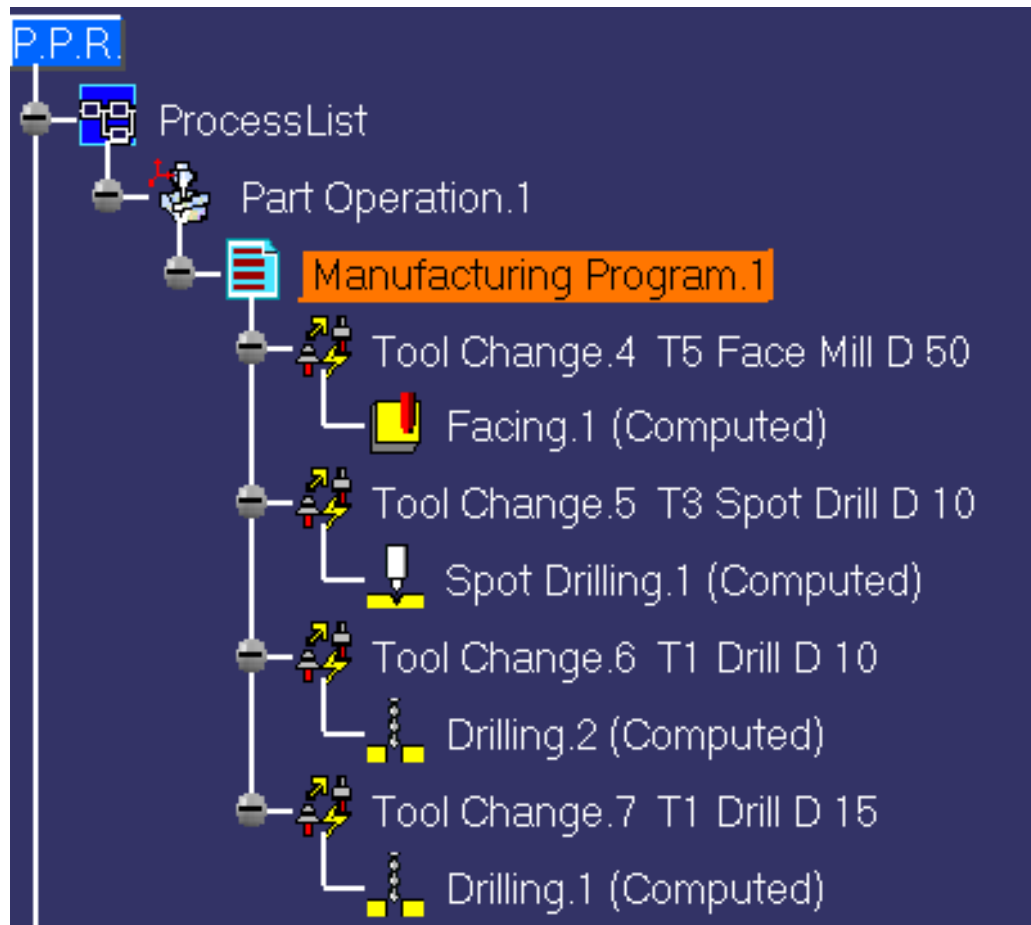 P.P.R.
ProcessList
Part Operation.1
Manufacturing Program.1
Tool Change.4 T5 Face Mill D 50
Facing.1 (Computed)
Tool Change.5 T3 Spot Drill D 10
Spot Drilling.1 (Computed)
Tool Change.6 T1 Drill D 10
Drilling.2 (Computed)
Tool Change.7 T1 Drill D 15
Drilling.1 (Computed)